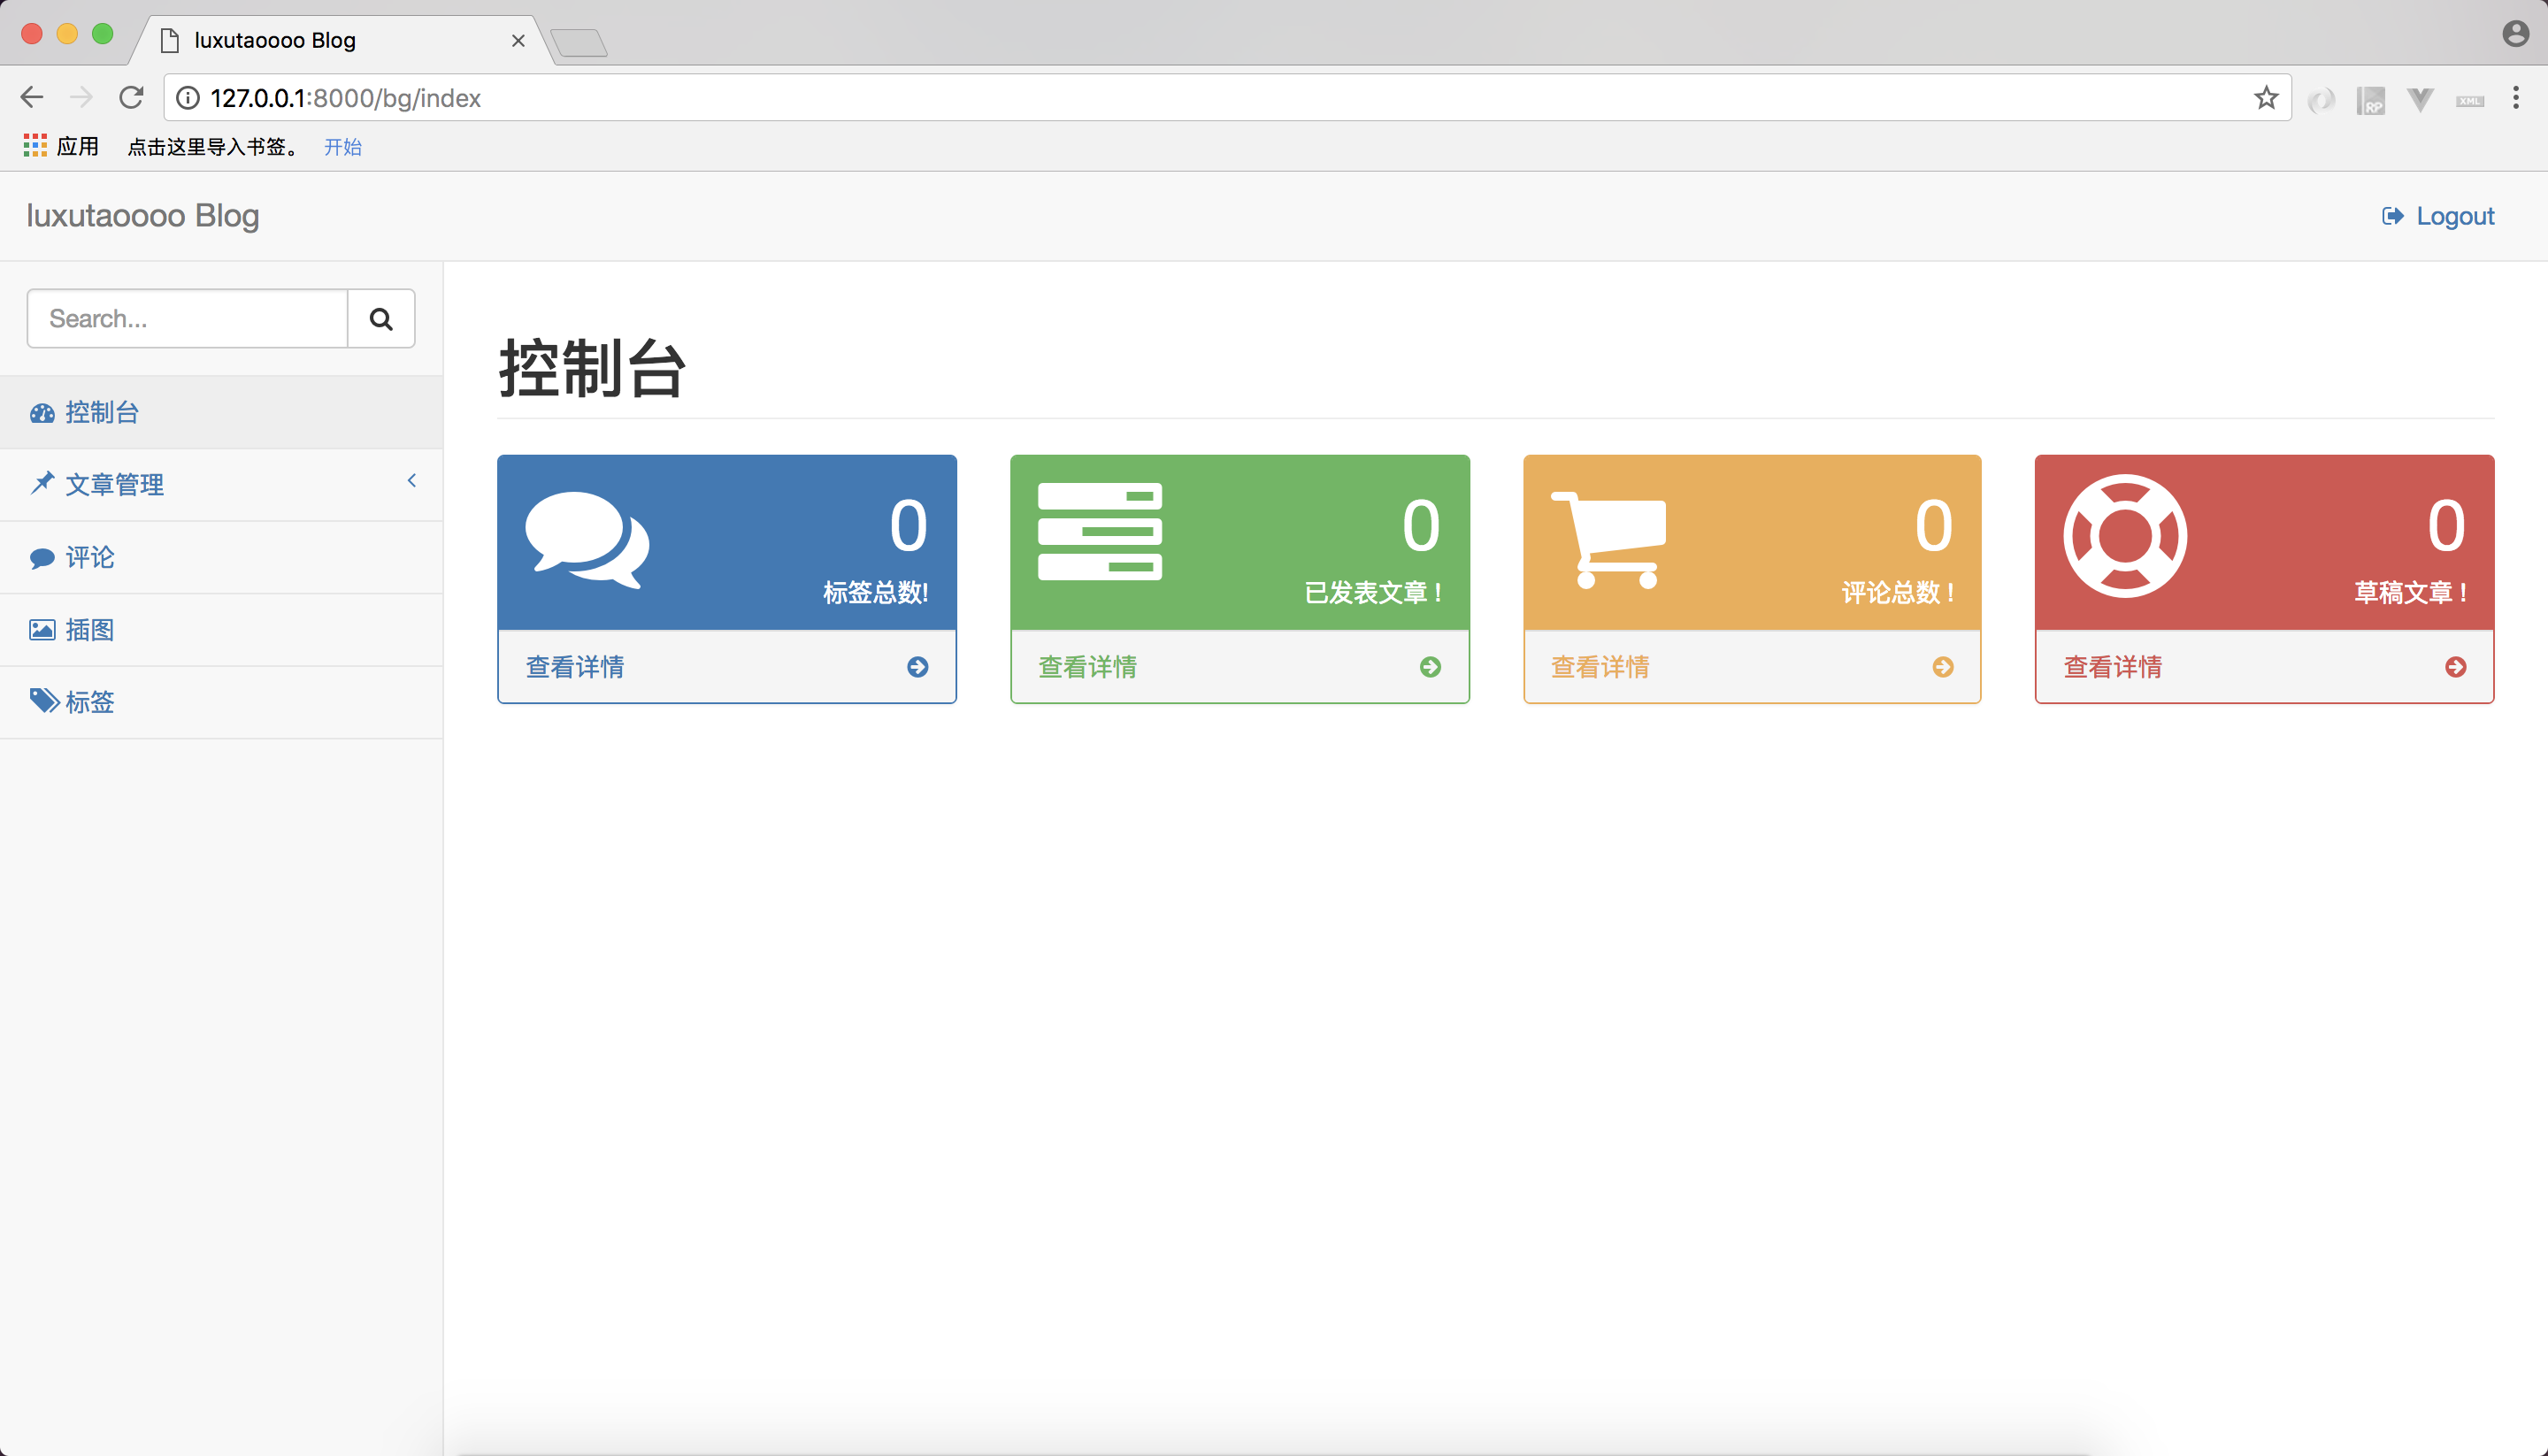 luxutaoooo Blog
127.0.0.1:8000/bg/index
RP
XML
应用 点击这里导入书签。 开始
luxutaoooo Blog
Logout
Search...
控制台
文章管理
评论
插图
标签
控制台
0
标签总数!
查看详情
0
已发表文章！
查看详情
0
评论总数！
查看详情
0
草稿文章！
查看详情